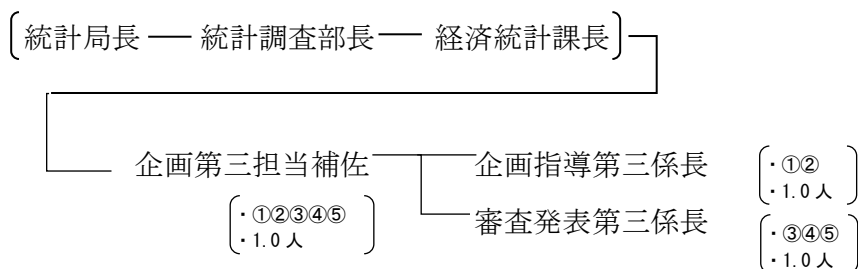 統計局長 統計調査部長 経済統計課長
企画第三担当補佐 企画指導第三係長
・①②
・1.0人
・①②③④⑤
・1.0人
審査発表第三係長
・③④⑤
・1.0人